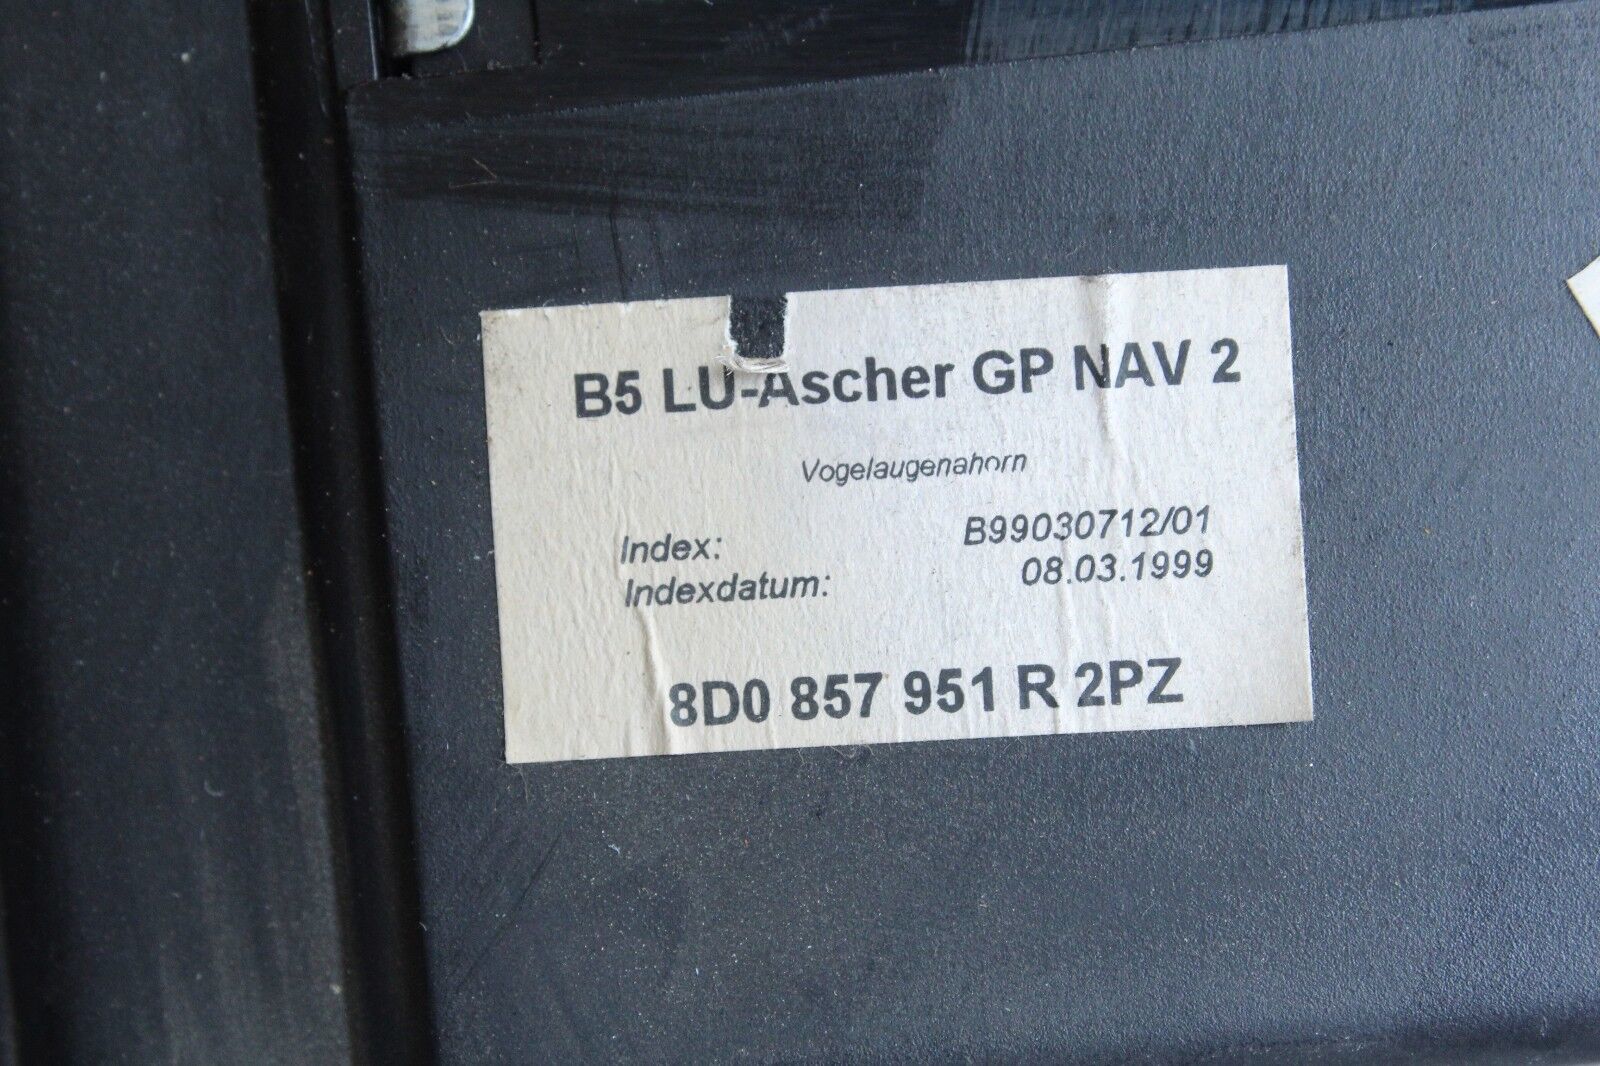 B5 LU-Ascher GP NAV 2
Vogelaugenahorn
Index: B99030712/01
Indexdatum: 08.03.1999
8D0 857 951 R 2PZ